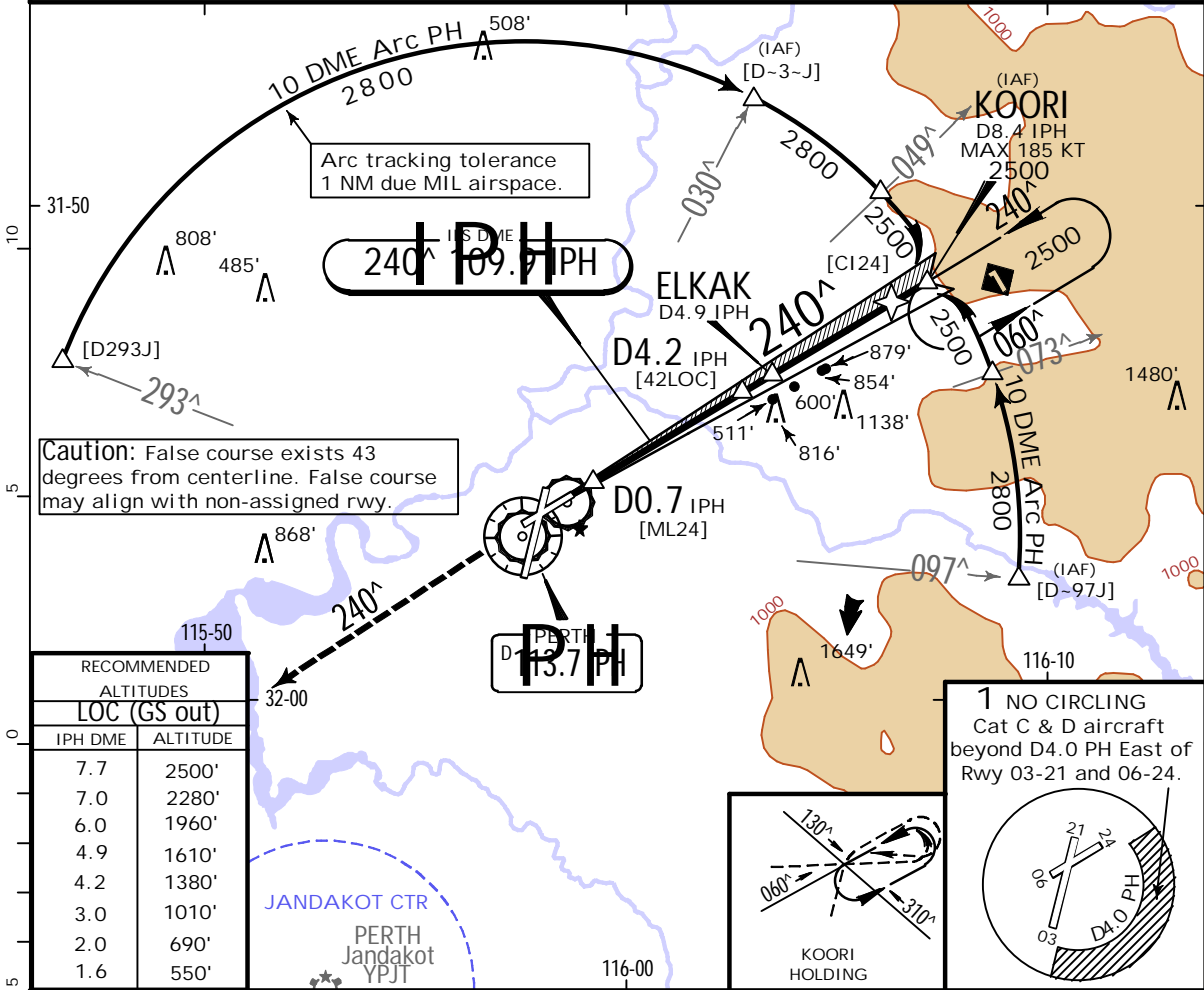 508'
10 DME Arc PH
2800
(IAF)
[D~3~J]
1000
(IAF)
KOORI
D8.4 IPH
MAX 185 KT
2500
Arc tracking tolerance
1 NM due MIL airspace.
2800
049^
030^
240^
31-50
10
808'
485'
ILS DME
240^ 109.9 IPH
IPH
2500
2500
[CI24]
ELKAK
D4.9 IPH
240^
1
2500
060^
073^
[D293J]
293^
D4.2 IPH
[42LOC]
879'
854'
600'
1138'
511'
816'
1480'
10 DME Arc PH
2800
Caution: False course exists 43
degrees from centerline. False course
may align with non-assigned rwy.
5
D0.7 IPH
[ML24]
868'
097^
(IAF)
[D~97J]
1000
1000
240^
115-50
PERTH
D 113.7 PH
PH
1649'
116-10
32-00
RECOMMENDED
ALTITUDES
LOC (GS out)
IPH DME ALTITUDE
7.7 2500'
7.0 2280'
6.0 1960'
4.9 1610'
4.2 1380'
3.0 1010'
2.0 690'
1.6 550'
0
5
JANDAKOT CTR
PERTH
Jandakot
YPJT
116-00
130^
060^
310^
KOORI
HOLDING
1 NO CIRCLING
Cat C & D aircraft
beyond D4.0 PH East of
Rwy 03-21 and 06-24.
21
24
06
03
D4.0 PH